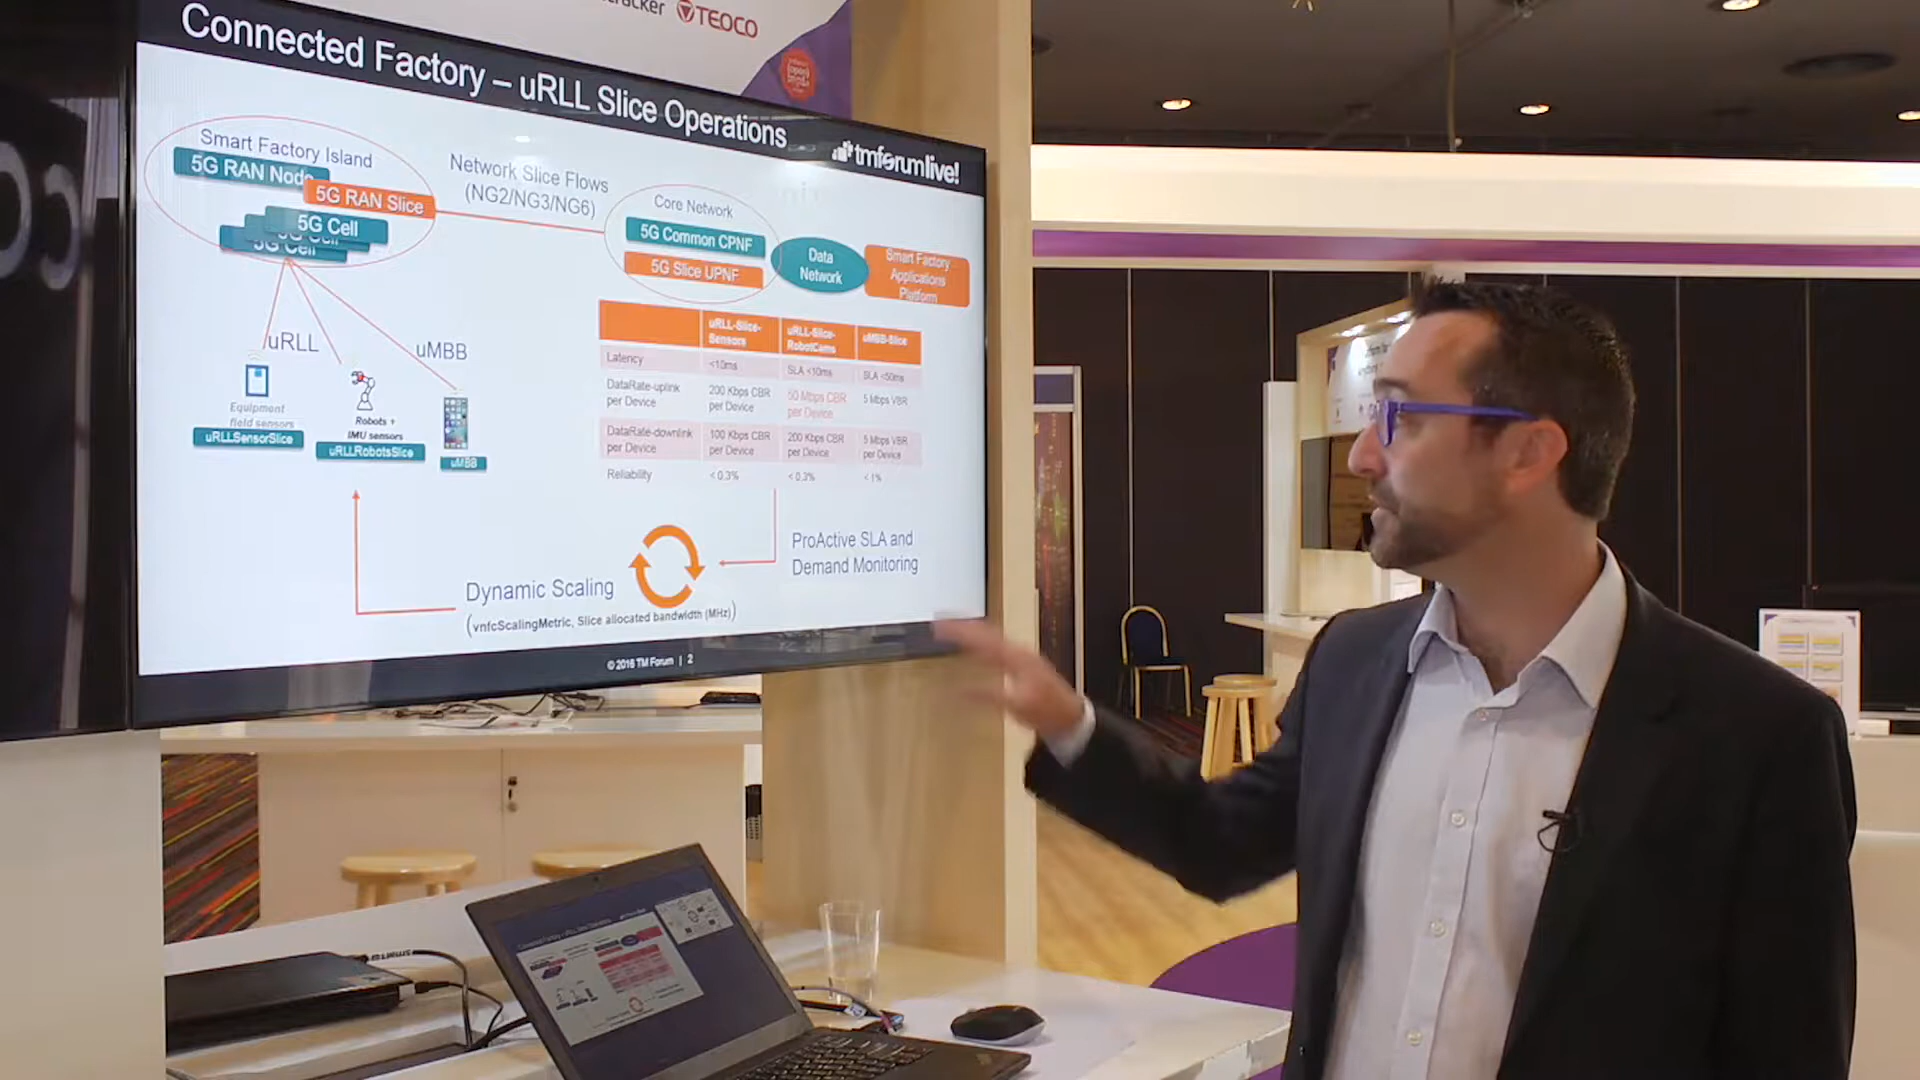 TEOCO
Connected Factory – uRLL Slice Operations
tmforumlive!
Smart Factory Island
5G RAN Node
5G RAN Slice
5G Cell
5G Cell
Network Slice Flows
(NG2/NG3/NG6)
Core Network
5G Common CPNF
5G Slice UPNF
Data
Network
Smart Factory
Applications
Platform
uRLL
uMBB
Equipment
field sensors
uRLLSensorSlice
Robots +
IMU sensors
uRLLRobotsSlice
uMBB
uRLL-Slice-
Sensors
uRLL-Slice-
RobotCams
uMBB-Slice
Latency
<10ms
SLA <10ms
SLA <50ms
DataRate-uplink
per Device
200 Kbps CBR
per Device
50 Mbps CBR
per Device
5 Mbps VBR
DataRate-downlink
per Device
100 Kbps CBR
per Device
200 Kbps CBR
per Device
5 Mbps VBR
per Device
Reliability
< 0.3%
< 0.3%
< 1%
ProActive SLA and
Demand Monitoring
Dynamic Scaling
(vnfcScalingMetric, Slice allocated bandwidth (MHz))
© 2016 TM Forum | 2